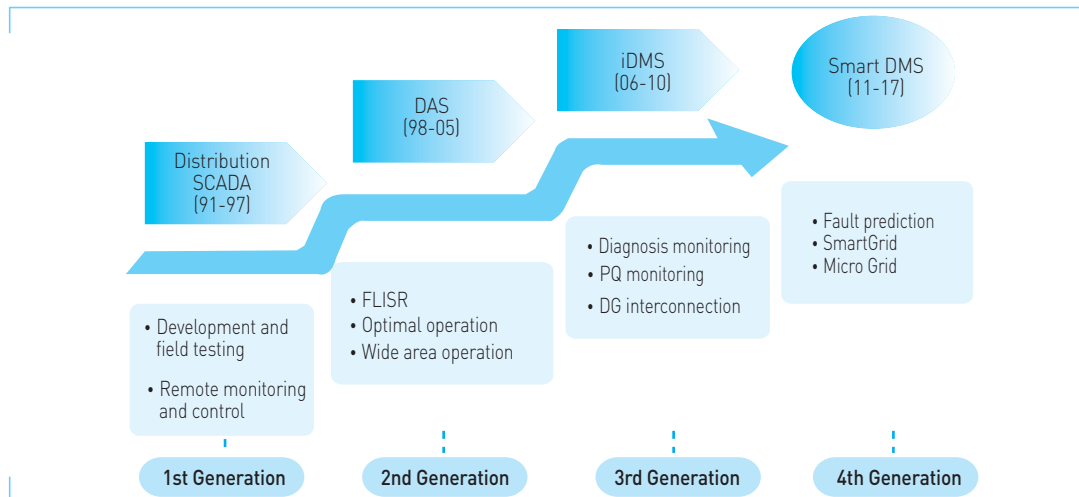 Distribution
SCADA
(91-97)
DAS
(98-05)
iDMS
(06-10)
Smart DMS
(11-17)
• Development and
field testing
• Remote monitoring
and control
• FLISR
• Optimal operation
• Wide area operation
• Diagnosis monitoring
• PQ monitoring
• DG interconnection
• Fault prediction
• SmartGrid
• Micro Grid
1st Generation
2nd Generation
3rd Generation
4th Generation